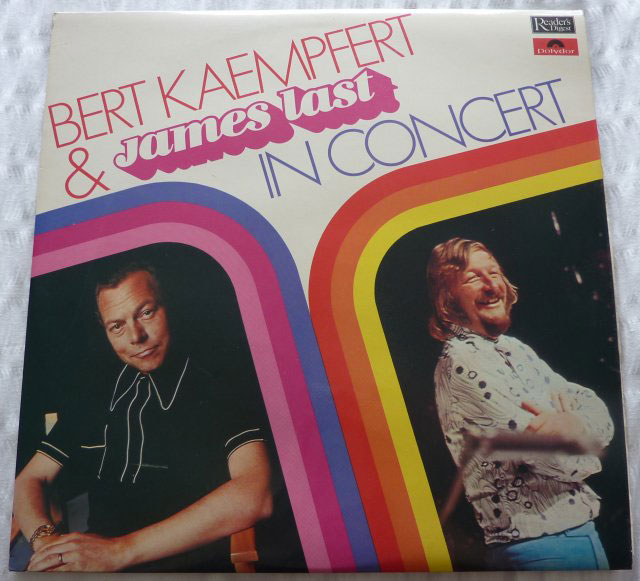 Reader's
Digest
Polydor
BERT KAEMPFERT
& james last
IN CONCERT